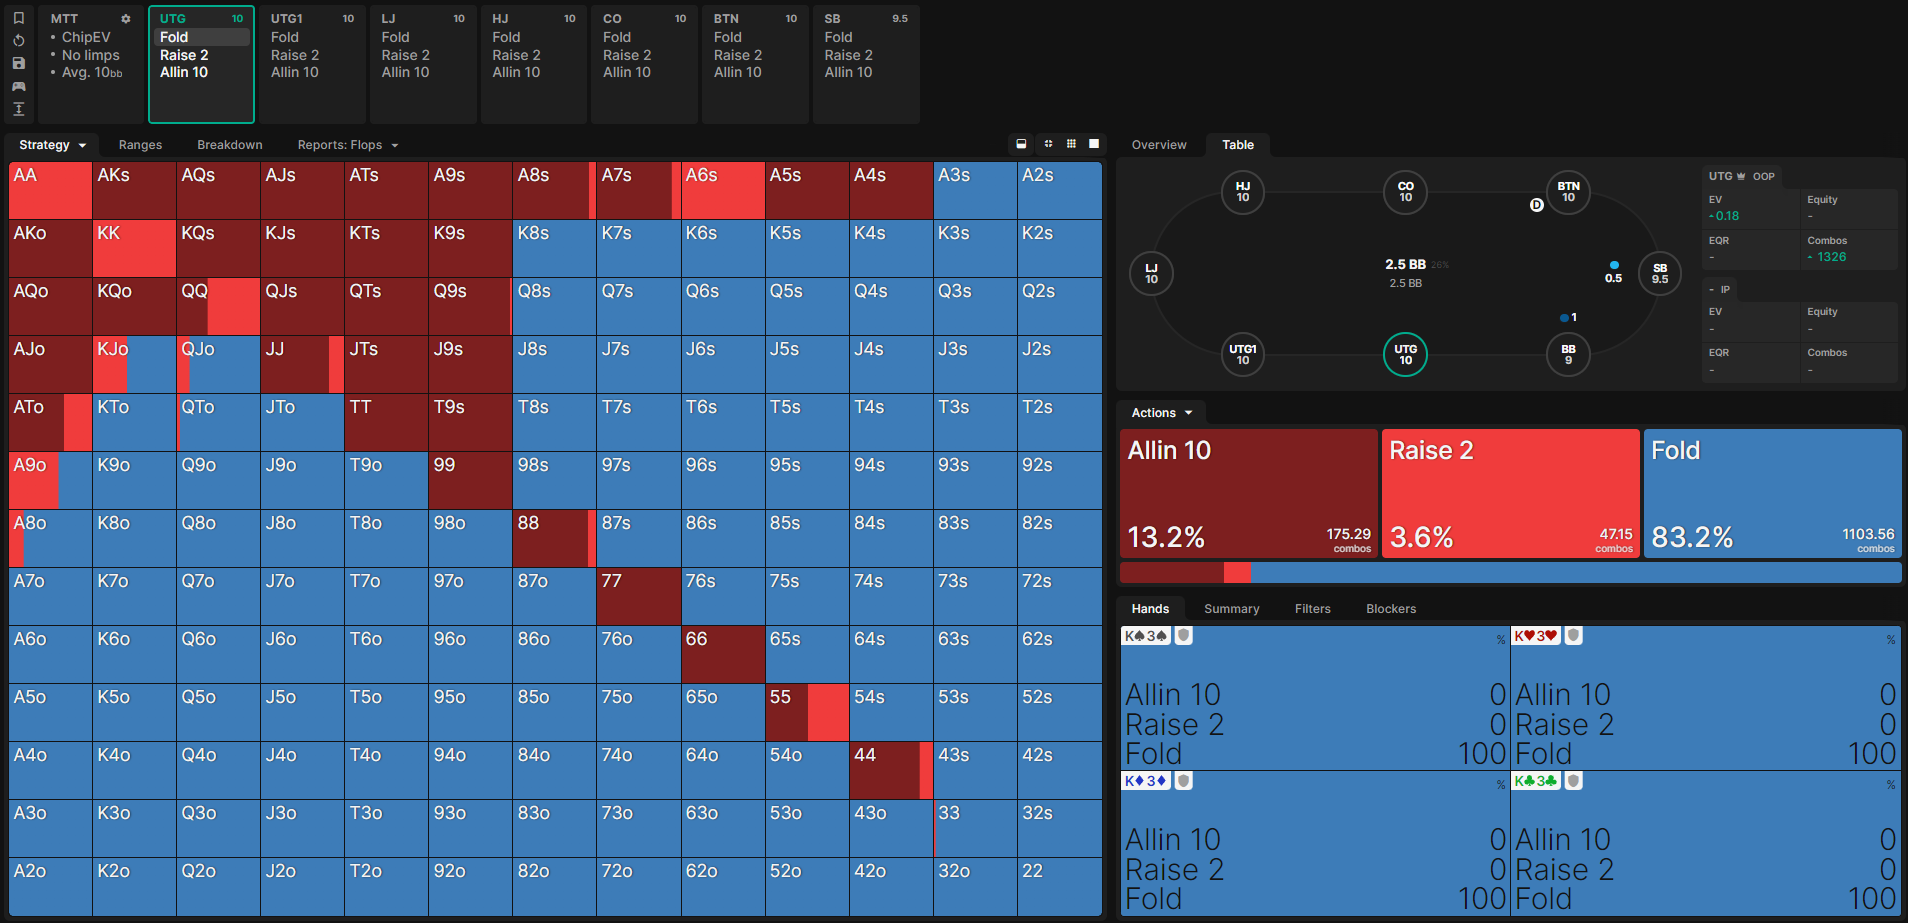 MTT
• ChipEV
• No limps
• Avg. 10bb
UTG 10
Fold
Raise 2
Allin 10
UTG1 10
Fold
Raise 2
Allin 10
LJ 10
Fold
Raise 2
Allin 10
HJ 10
Fold
Raise 2
Allin 10
CO 10
Fold
Raise 2
Allin 10
BTN 10
Fold
Raise 2
Allin 10
SB 9.5
Fold
Raise 2
Allin 10
Strategy Ranges Breakdown Reports: Flops
AA AKs AQs AJs ATs A9s A8s A7s A6s A5s A4s A3s A2s
AKo KK KQs KJs KTs K9s K8s K7s K6s K5s K4s K3s K2s
AQo KQo QQ QJs QTs Q9s Q8s Q7s Q6s Q5s Q4s Q3s Q2s
AJo KJo QJo JJ JTs J9s J8s J7s J6s J5s J4s J3s J2s
ATo KTo QTo JTo TT T9s T8s T7s T6s T5s T4s T3s T2s
A9o K9o Q9o J9o T9o 99 98s 97s 96s 95s 94s 93s 92s
A8o K8o Q8o J8o T8o 98o 88 87s 86s 85s 84s 83s 82s
A7o K7o Q7o J7o T7o 97o 87o 77 76s 75s 74s 73s 72s
A6o K6o Q6o J6o T6o 96o 86o 76o 66 65s 64s 63s 62s
A5o K5o Q5o J5o T5o 95o 85o 75o 65o 55 54s 53s 52s
A4o K4o Q4o J4o T4o 94o 84o 74o 64o 54o 44 43s 42s
A3o K3o Q3o J3o T3o 93o 83o 73o 63o 53o 43o 33 32s
A2o K2o Q2o J2o T2o 92o 82o 72o 62o 52o 42o 32o 22
Overview Table
HJ
10
CO
10
BTN
10
D
LJ
10
2.5 BB 26%
2.5 BB
0.5
SB
9.5
1
UTG1
10
UTG
10
BB
9
UTG OOP
EV Equity
0.18 -
EQR Combos
- 1326
- IP
EV Equity
- -
EQR Combos
- -
Actions
Allin 10
13.2% 175.29
combos
Raise 2
3.6% 47.15
combos
Fold
83.2% 1103.56
combos
Hands Summary Filters Blockers
K♠3♠ %
Allin 10 0
Raise 2 0
Fold 100
K♥3♥ %
Allin 10 0
Raise 2 0
Fold 100
K♦3♦ %
Allin 10 0
Raise 2 0
Fold 100
K♣3♣ %
Allin 10 0
Raise 2 0
Fold 100